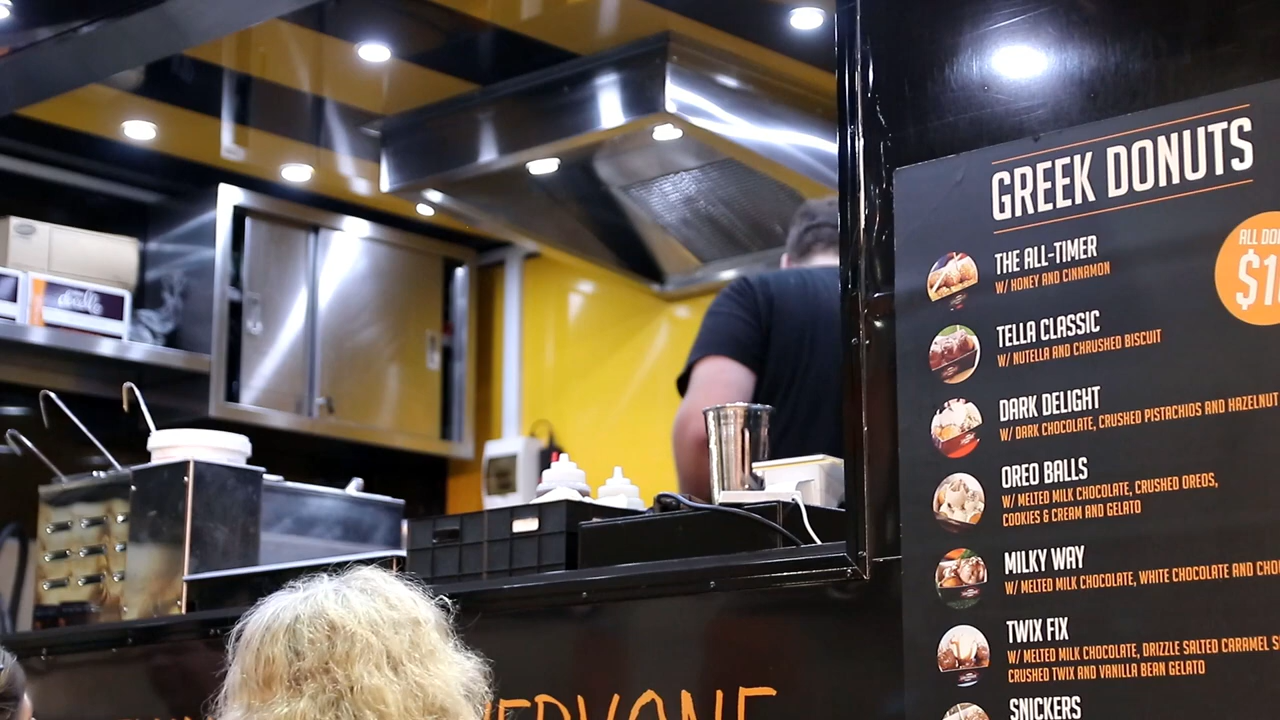 GREEK DONUTS
ALL
$1
THE ALL-TIMER
W/ HONEY AND CINNAMON
TELLA CLASSIC
W/ NUTELLA AND CHRUSHED BISCUIT
DARK DELIGHT
W/ DARK CHOCOLATE, CRUSHED PISTACHIOS AND HAZELNUT
OREO BALLS
W/ MELTED MILK CHOCOLATE, CRUSHED OREOS,
COOKIES & CREAM AND GELATO
MILKY WAY
W/ MELTED MILK CHOCOLATE, WHITE CHOCOLATE AND
TWIX FIX
W/ MELTED MILK CHOCOLATE, DRIZZLE SALTED CARAMEL
CRUSHED TWIX AND VANILLA BEAN GELATO
SNICKERS